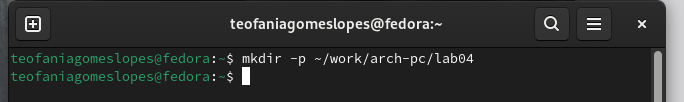 teofaniagomeslopes@fedora:~
teofaniagomeslopes@fedora:~$ mkdir -p ~/work/arch-pc/lab04
teofaniagomeslopes@fedora:~$